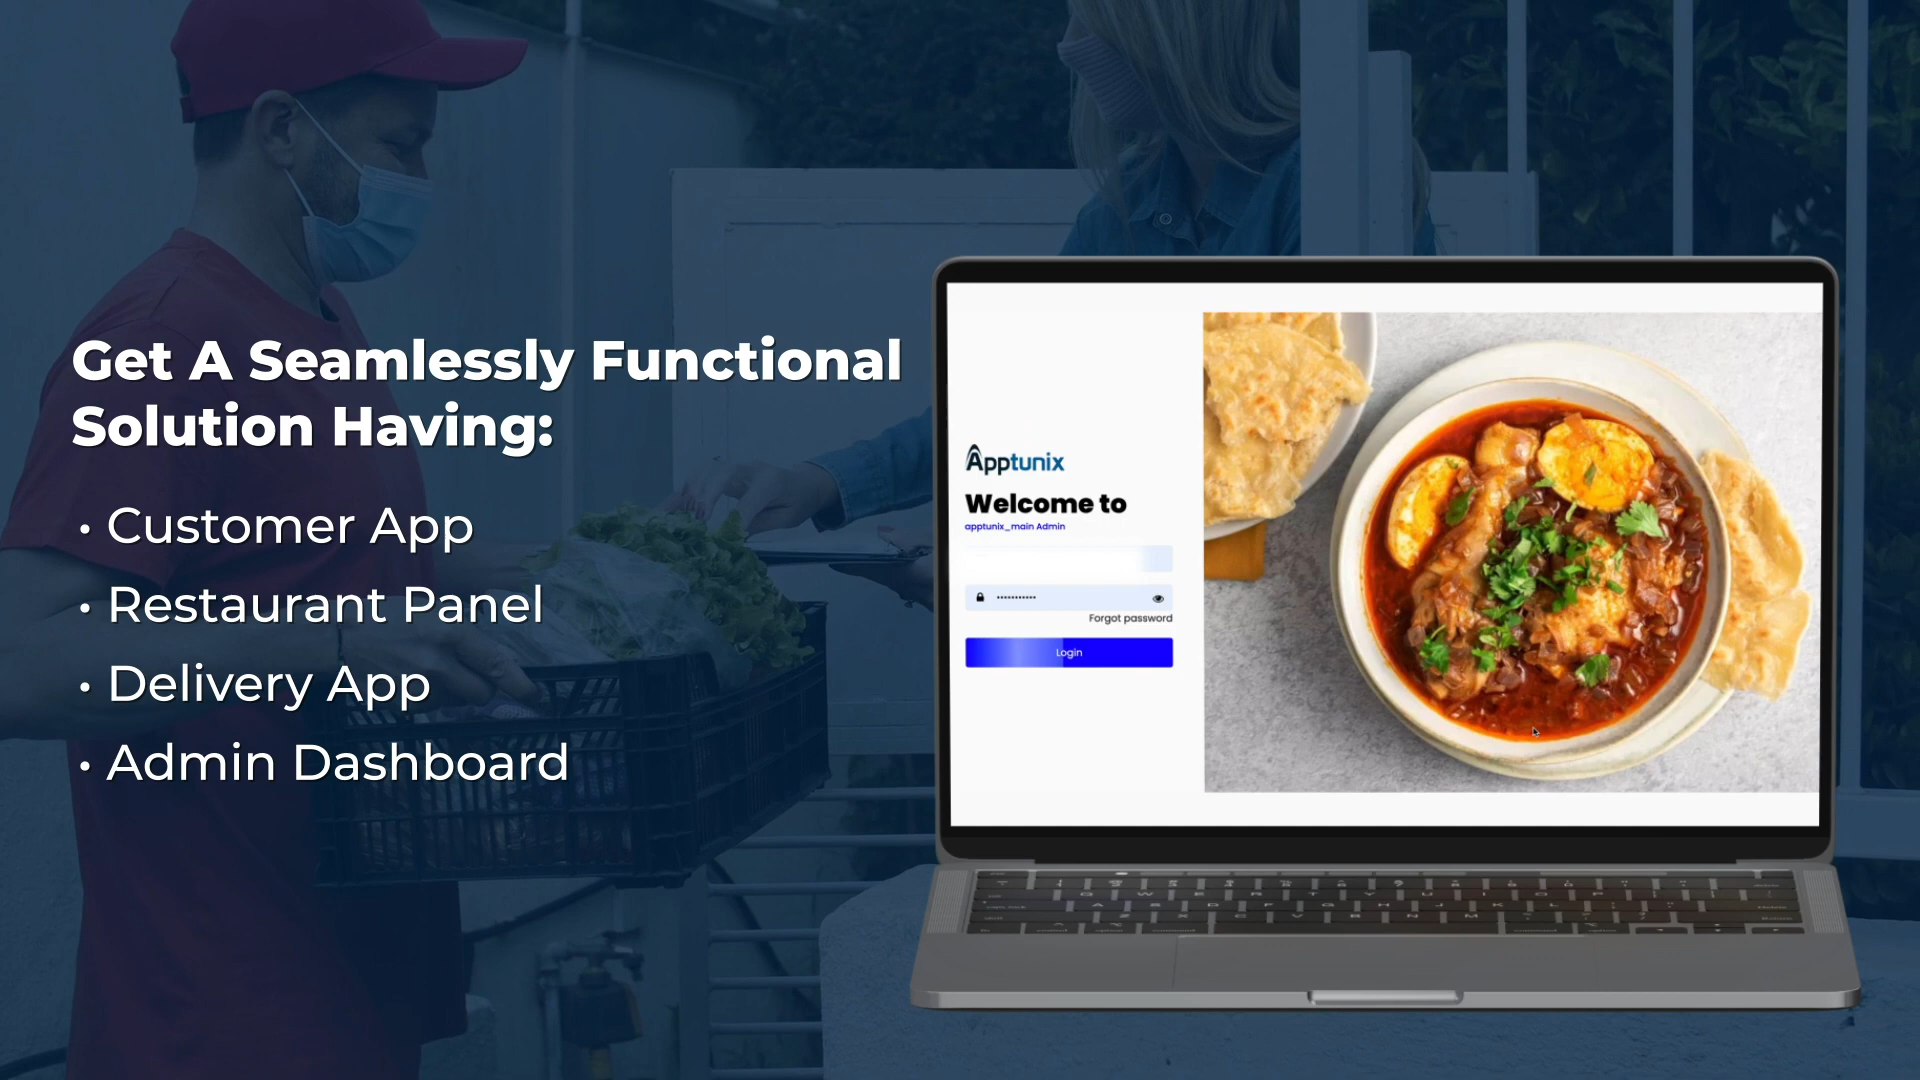 Get A Seamlessly Functional
Solution Having:
• Customer App
• Restaurant Panel
• Delivery App
• Admin Dashboard
Apptunix
Welcome to
apptunix_main Admin
Forgot password
Login